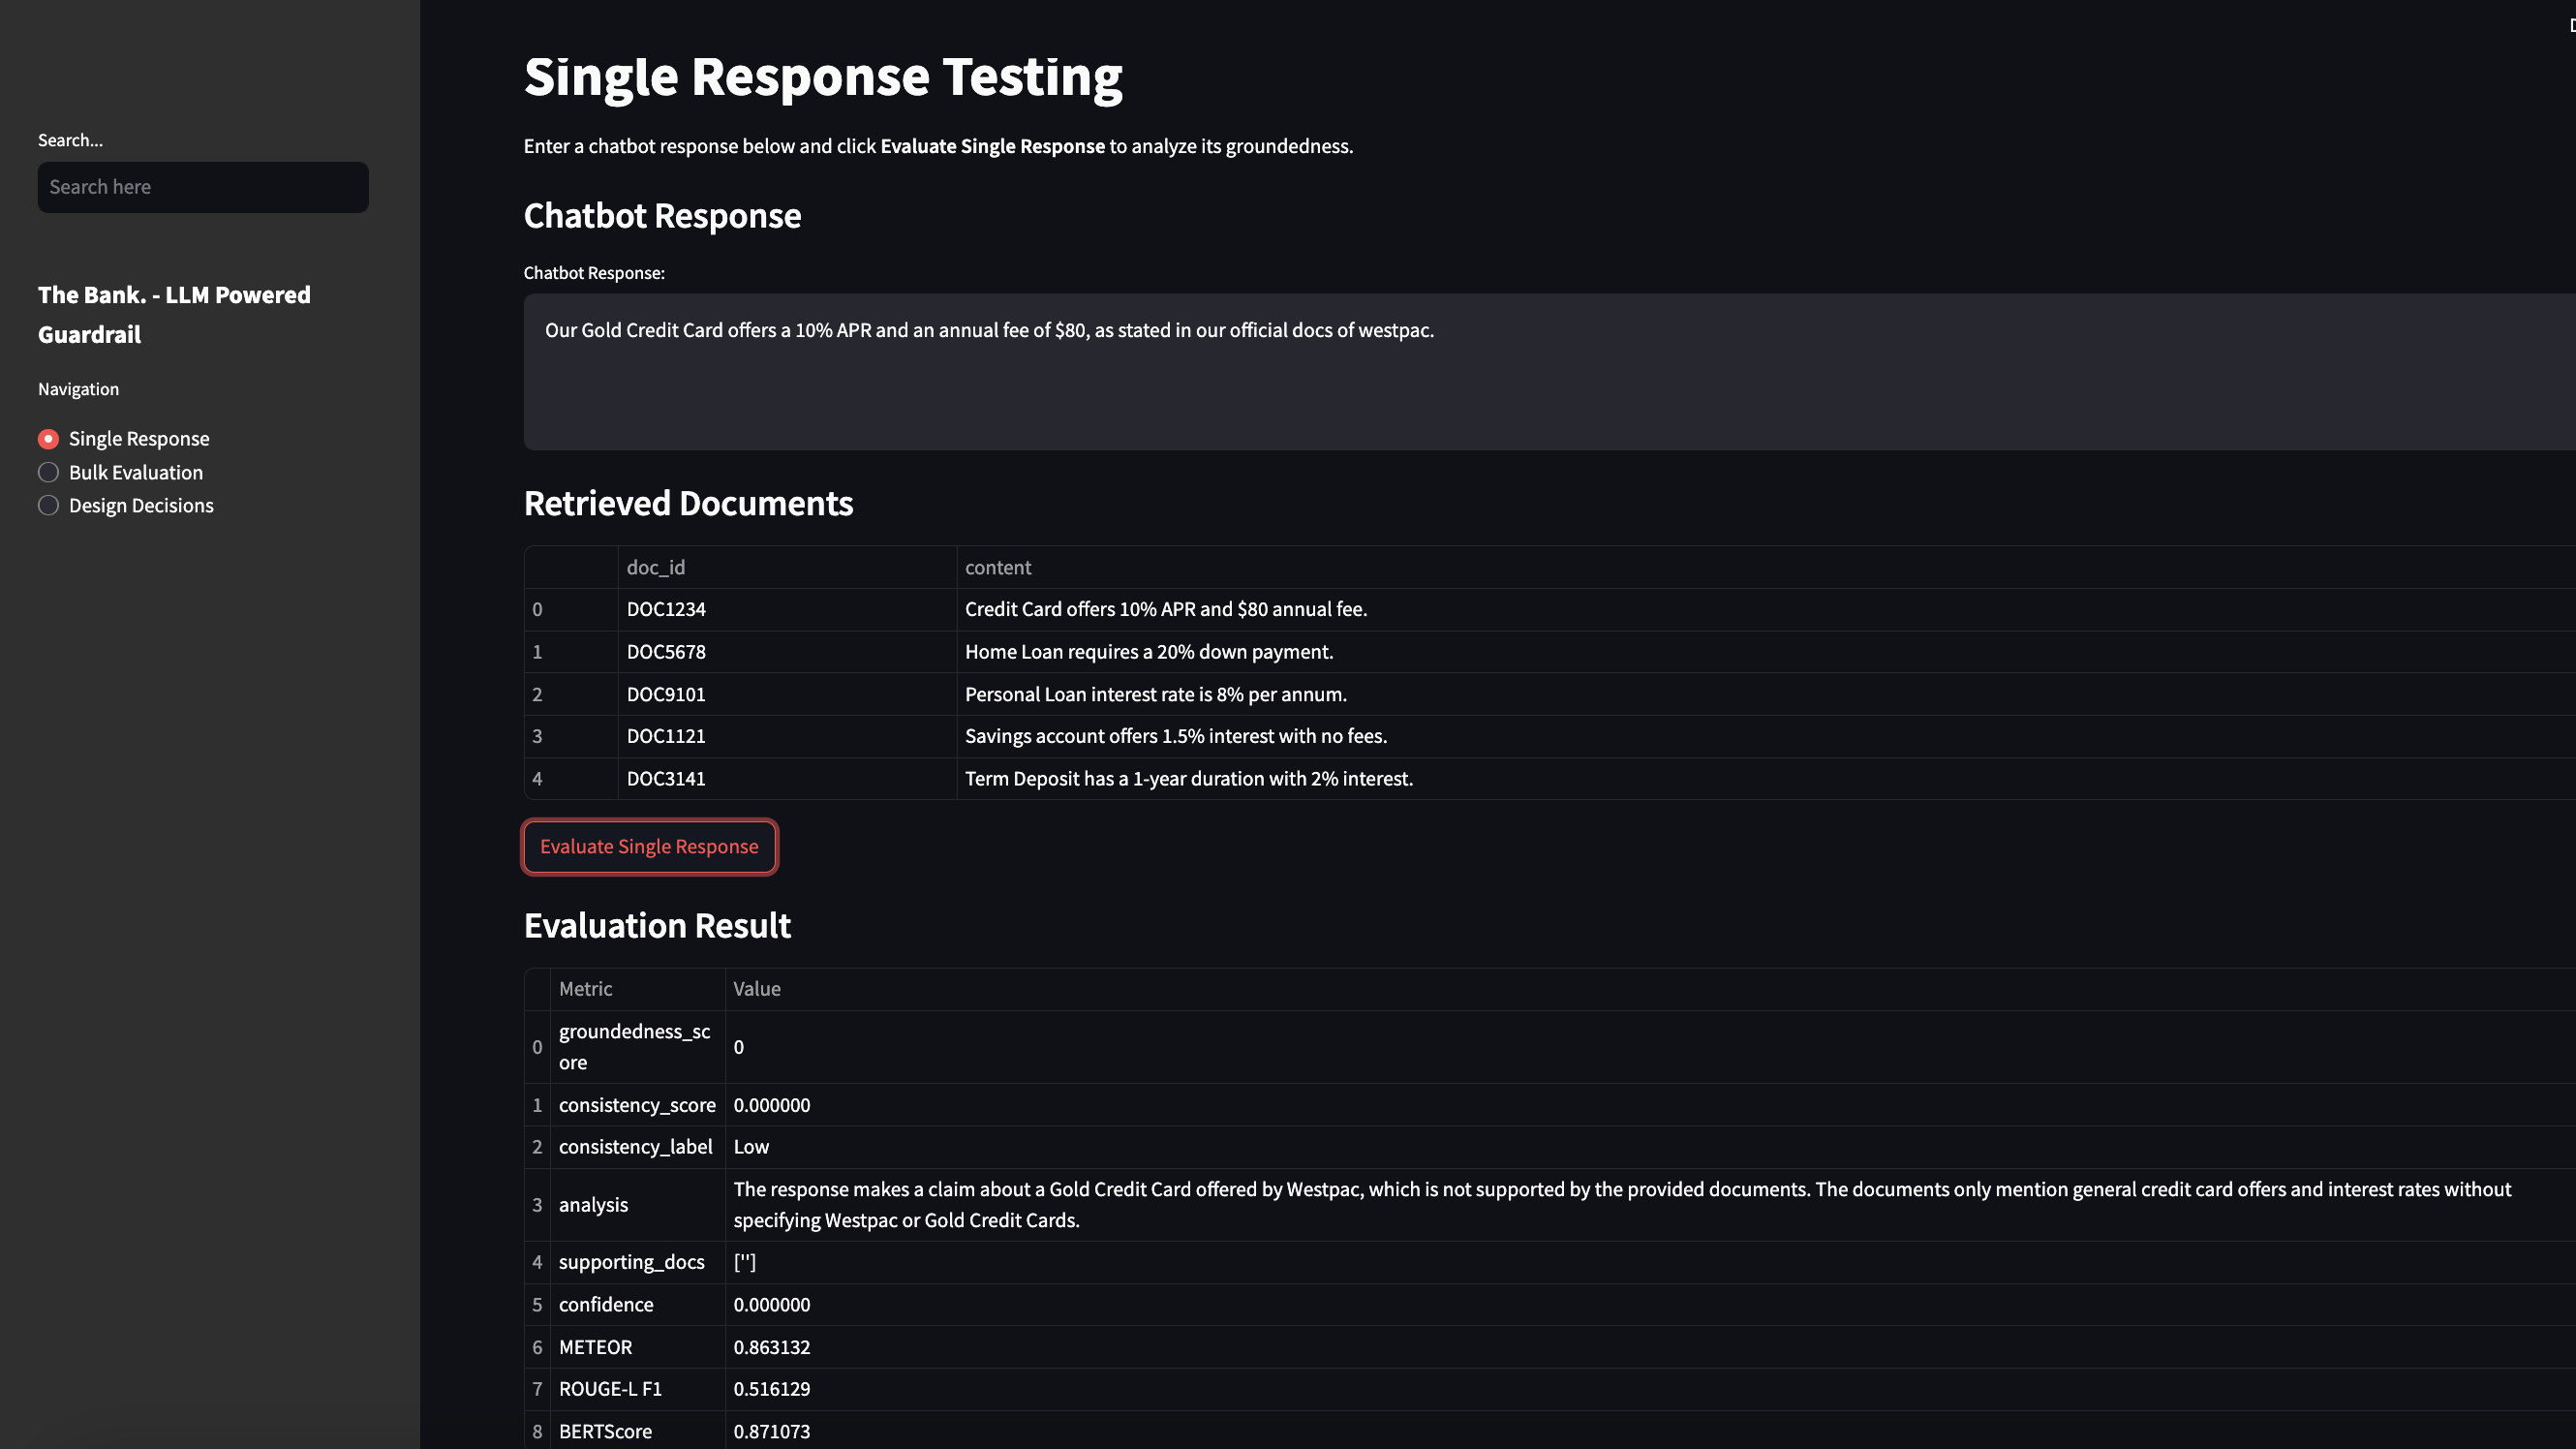 Search...
Search here
The Bank. - LLM Powered
Guardrail
Navigation
Single Response
Bulk Evaluation
Design Decisions
Single Response Testing
Enter a chatbot response below and click Evaluate Single Response to analyze its groundedness.
Chatbot Response
Chatbot Response:
Our Gold Credit Card offers a 10% APR and an annual fee of $80, as stated in our official docs of westpac.
Retrieved Documents
doc_id content
0 DOC1234 Credit Card offers 10% APR and $80 annual fee.
1 DOC5678 Home Loan requires a 20% down payment.
2 DOC9101 Personal Loan interest rate is 8% per annum.
3 DOC1121 Savings account offers 1.5% interest with no fees.
4 DOC3141 Term Deposit has a 1-year duration with 2% interest.
Evaluate Single Response
Evaluation Result
Metric Value
0 groundedness_sc
ore 0
1 consistency_score 0.000000
2 consistency_label Low
3 analysis The response makes a claim about a Gold Credit Card offered by Westpac, which is not supported by the provided documents. The documents only mention general credit card offers and interest rates without
specifying Westpac or Gold Credit Cards.
4 supporting_docs ['']
5 confidence 0.000000
6 METEOR 0.863132
7 ROUGE-L F1 0.516129
8 BERTScore 0.871073